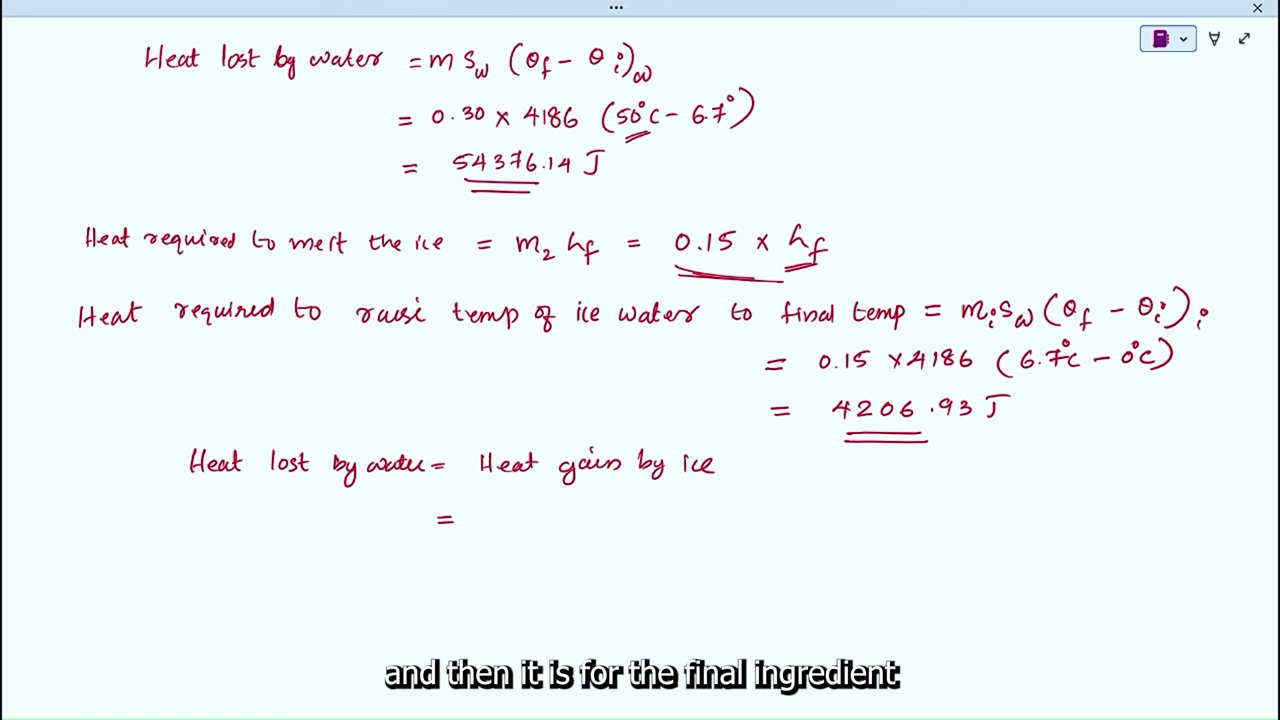 Heat lost by water = m S_w (θ_f - θ_i)_w
= 0.30 × 4186 (50°C - 6.7°)
= 54376.14 J
Heat required to melt the ice = m_2 h_f = 0.15 × h_f
Heat required to raise temp of ice water to final temp = m_i S_w (θ_f - θ_i)_i
= 0.15 × 4186 (6.7°C - 0°C)
= 4206.93 J
Heat lost by water = Heat gain by ice
=
and then it is for the final ingredient